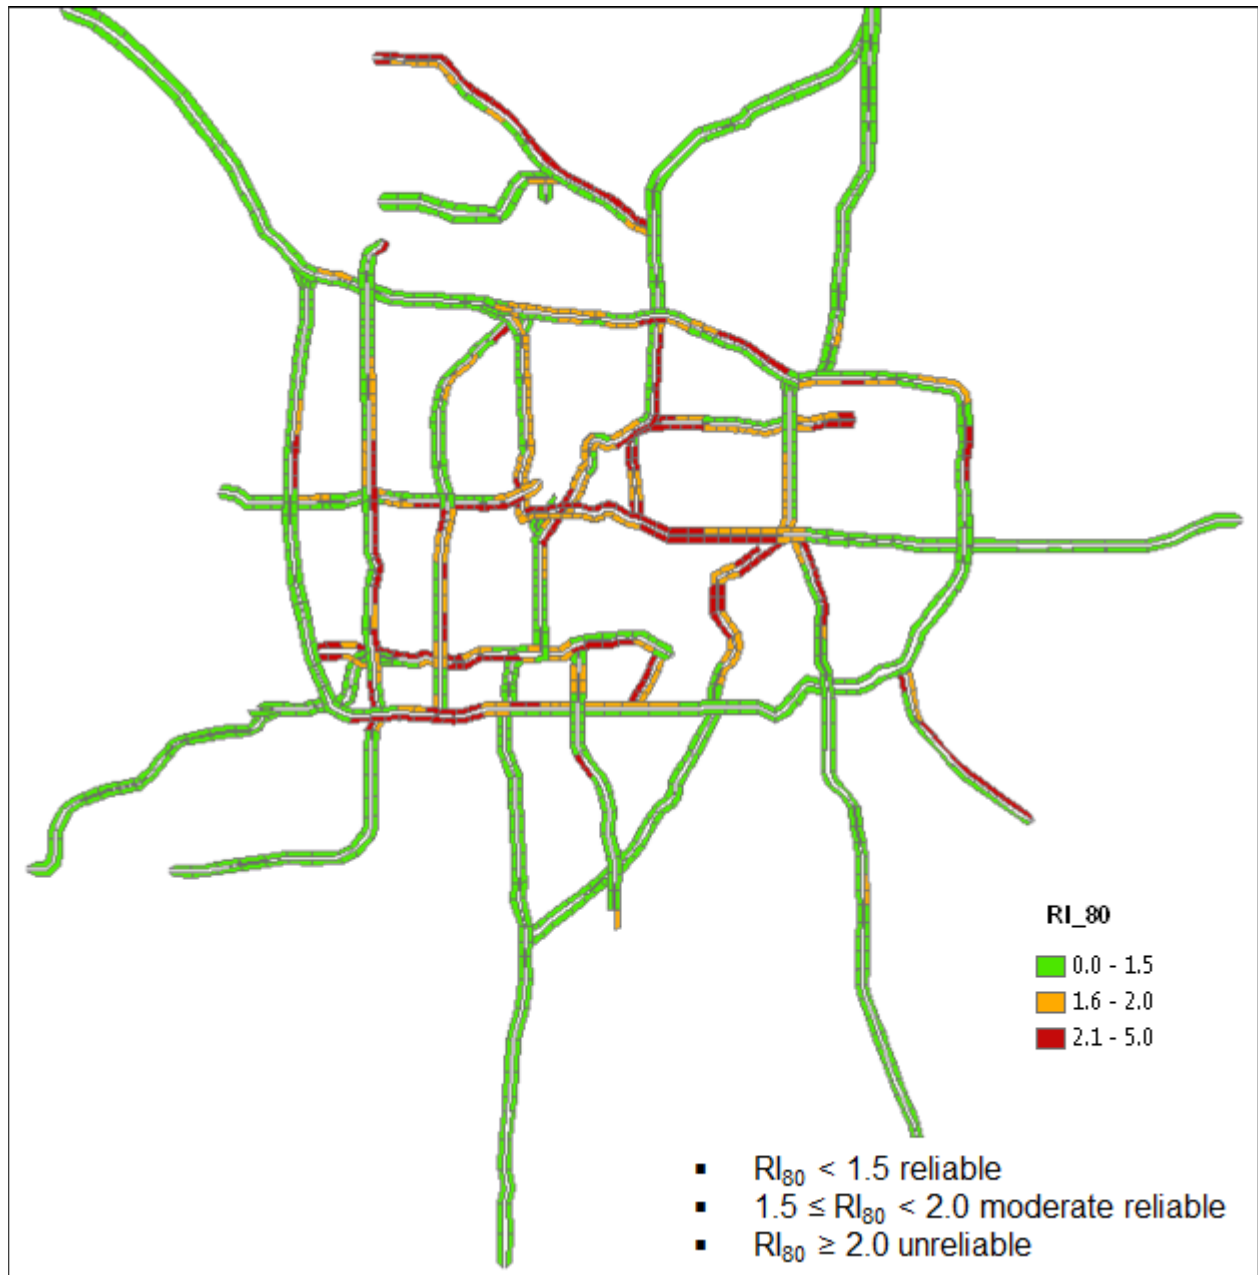 RI_80
0.0 - 1.5
1.6 - 2.0
2.1 - 5.0
▪ RI₈₀ < 1.5 reliable
▪ 1.5 ≤ RI₈₀ < 2.0 moderate reliable
▪ RI₈₀ ≥ 2.0 unreliable